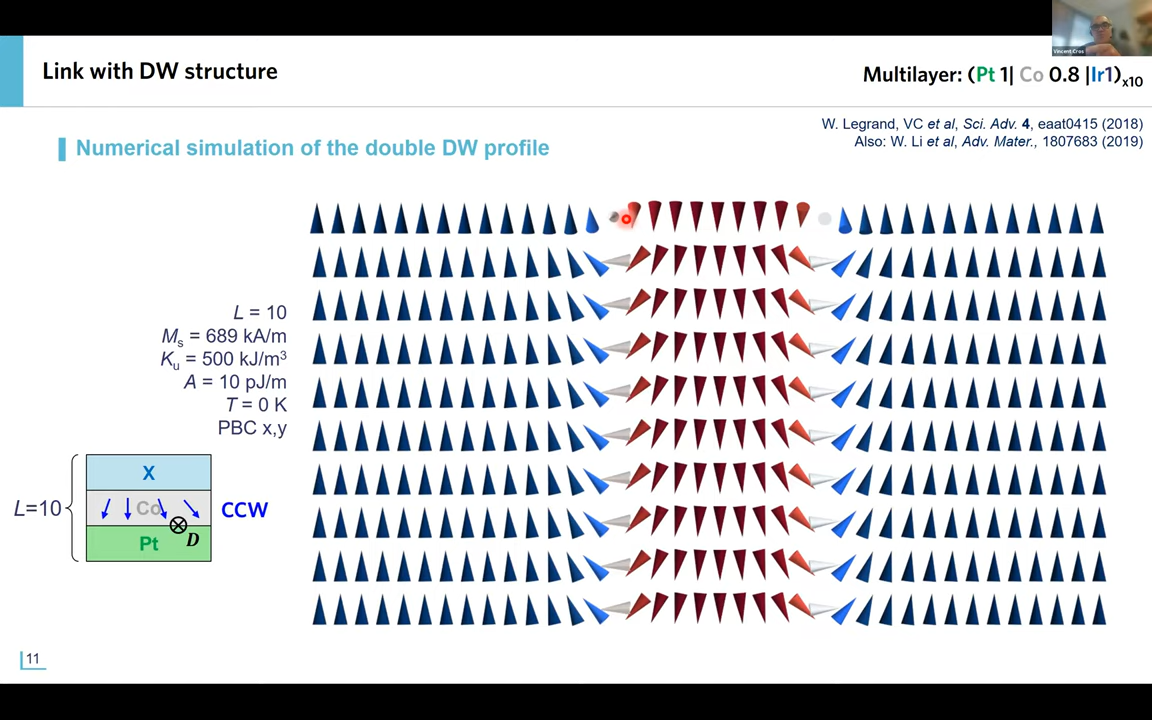 Vincent Cros
Link with DW structure
Multilayer: (Pt 1| Co 0.8 |Ir1)x10
W. Legrand, VC et al, Sci. Adv. 4, eaat0415 (2018)
Also: W. Li et al, Adv. Mater., 1807683 (2019)
Numerical simulation of the double DW profile
L = 10
Ms = 689 kA/m
Ku = 500 kJ/m³
A = 10 pJ/m
T = 0 K
PBC x,y
X
L=10
Co
CCW
D
Pt
11